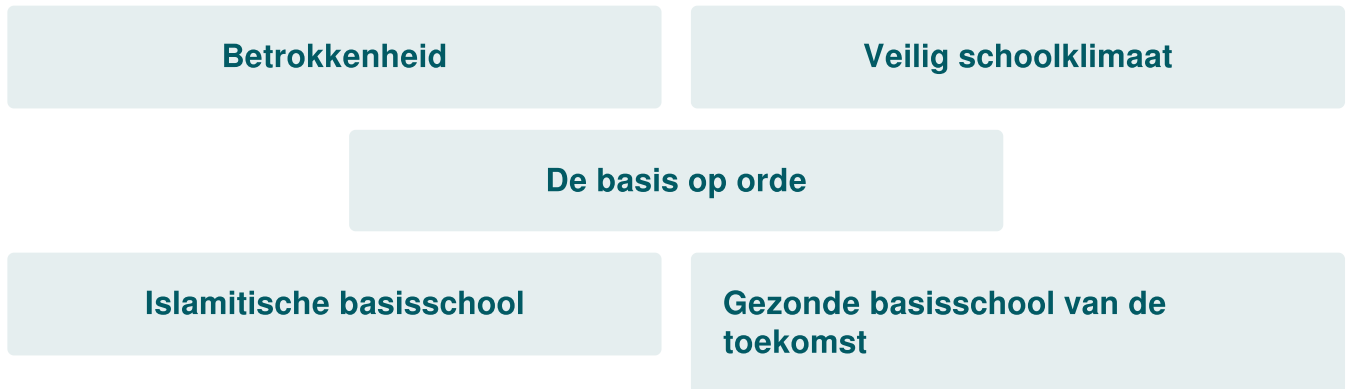 Betrokkenheid
Veilig schoolklimaat
De basis op orde
Islamitische basisschool
Gezonde basisschool van de
toekomst